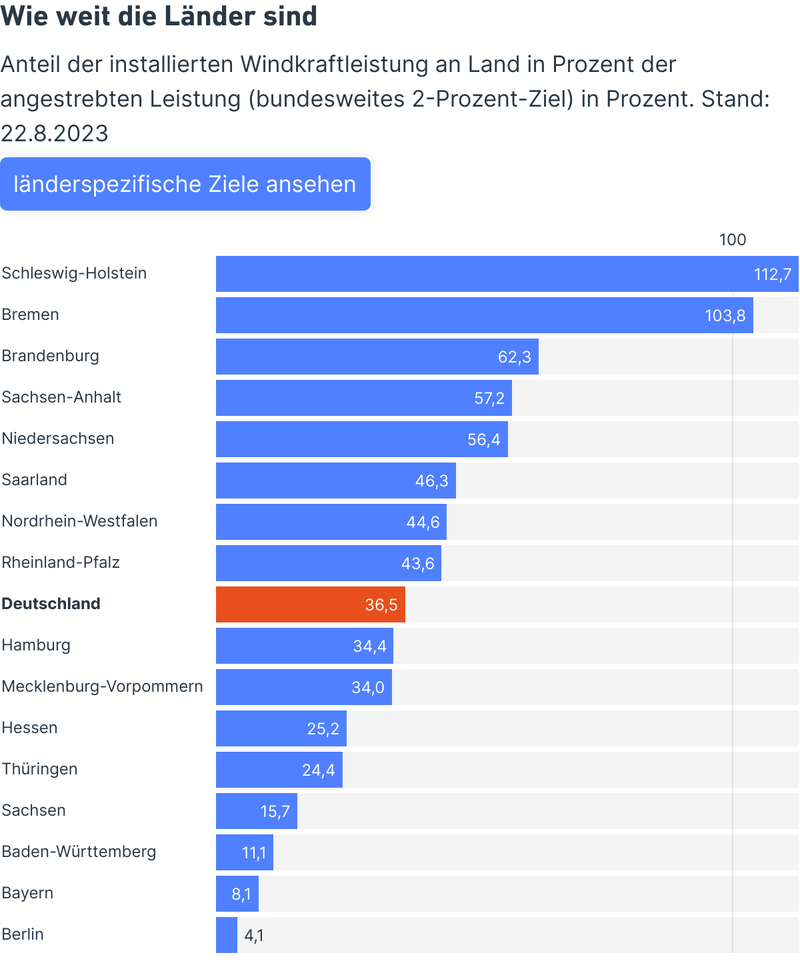 Wie weit die Länder sind
Anteil der installierten Windkraftleistung an Land in Prozent der
angestrebten Leistung (bundesweites 2-Prozent-Ziel) in Prozent. Stand:
22.8.2023
länderspezifische Ziele ansehen
100
Schleswig-Holstein 112,7
Bremen 103,8
Brandenburg 62,3
Sachsen-Anhalt 57,2
Niedersachsen 56,4
Saarland 46,3
Nordrhein-Westfalen 44,6
Rheinland-Pfalz 43,6
Deutschland 36,5
Hamburg 34,4
Mecklenburg-Vorpommern 34,0
Hessen 25,2
Thüringen 24,4
Sachsen 15,7
Baden-Württemberg 11,1
Bayern 8,1
Berlin 4,1